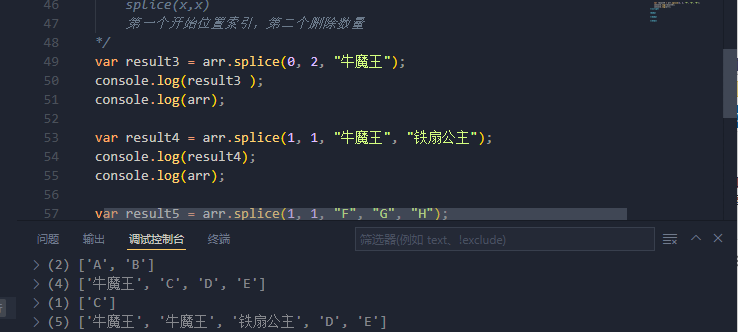 46 splice(x,x)
47 第一个开始位置索引，第二个删除数量
48 */
49 var result3 = arr.splice(0, 2, "牛魔王");
50 console.log(result3 );
51 console.log(arr);
52
53 var result4 = arr.splice(1, 1, "牛魔王", "铁扇公主");
54 console.log(result4);
55 console.log(arr);
56
57 var result5 = arr.splice(1, 1, "F", "G", "H");
问题 输出 调试控制台 终端 筛选器(例如 text、!exclude)
> (2) ['A', 'B']
> (4) ['牛魔王', 'C', 'D', 'E']
> (1) ['C']
> (5) ['牛魔王', '牛魔王', '铁扇公主', 'D', 'E']